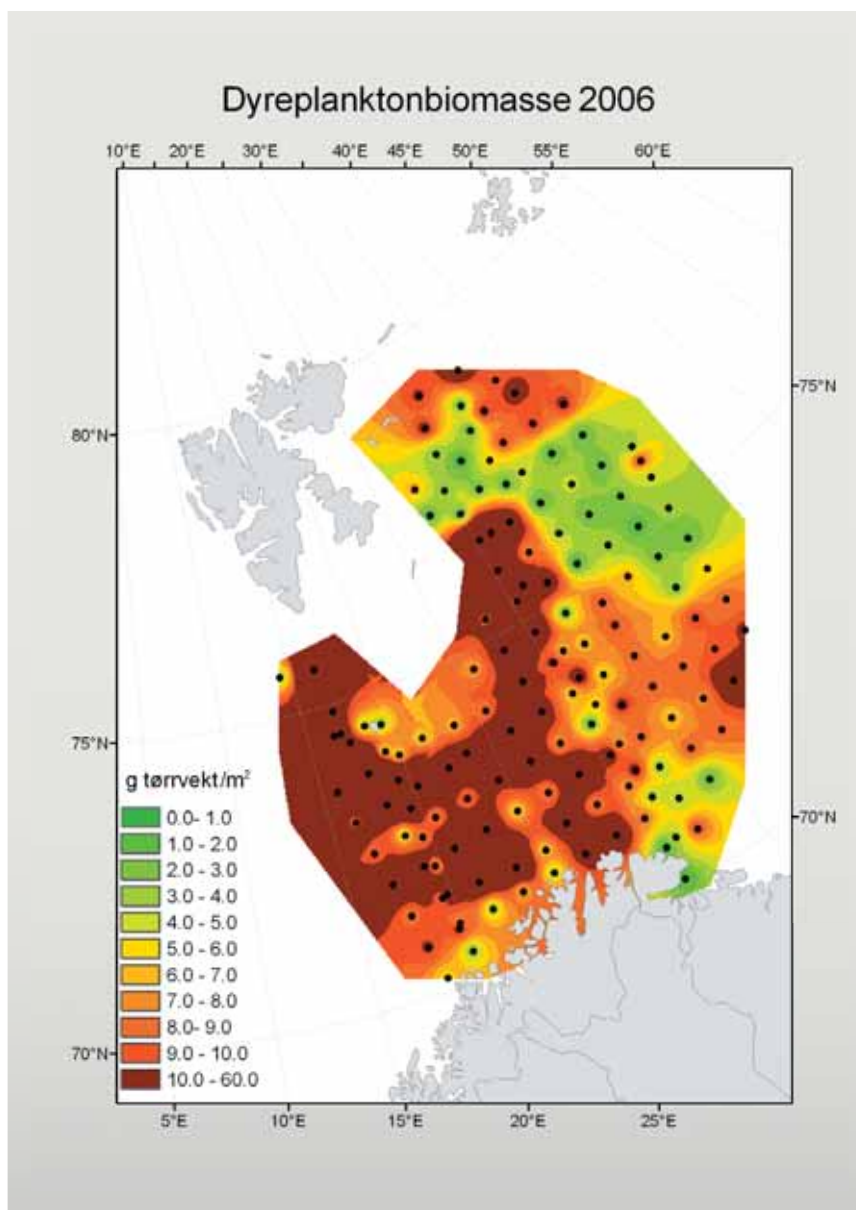 Dyreplanktonbiomasse 2006
10°E 20°E 30°E 40°E 45°E 50°E 55°E 60°E
75°N
80°N
75°N
g tørrvekt/m²
0.0- 1.0
1.0 - 2.0
2.0 - 3.0
3.0 - 4.0
4.0 - 5.0
5.0 - 6.0
6.0 - 7.0
7.0 - 8.0
8.0- 9.0
9.0 - 10.0
10.0 - 60.0
70°N
70°N
5°E 10°E 15°E 20°E 25°E